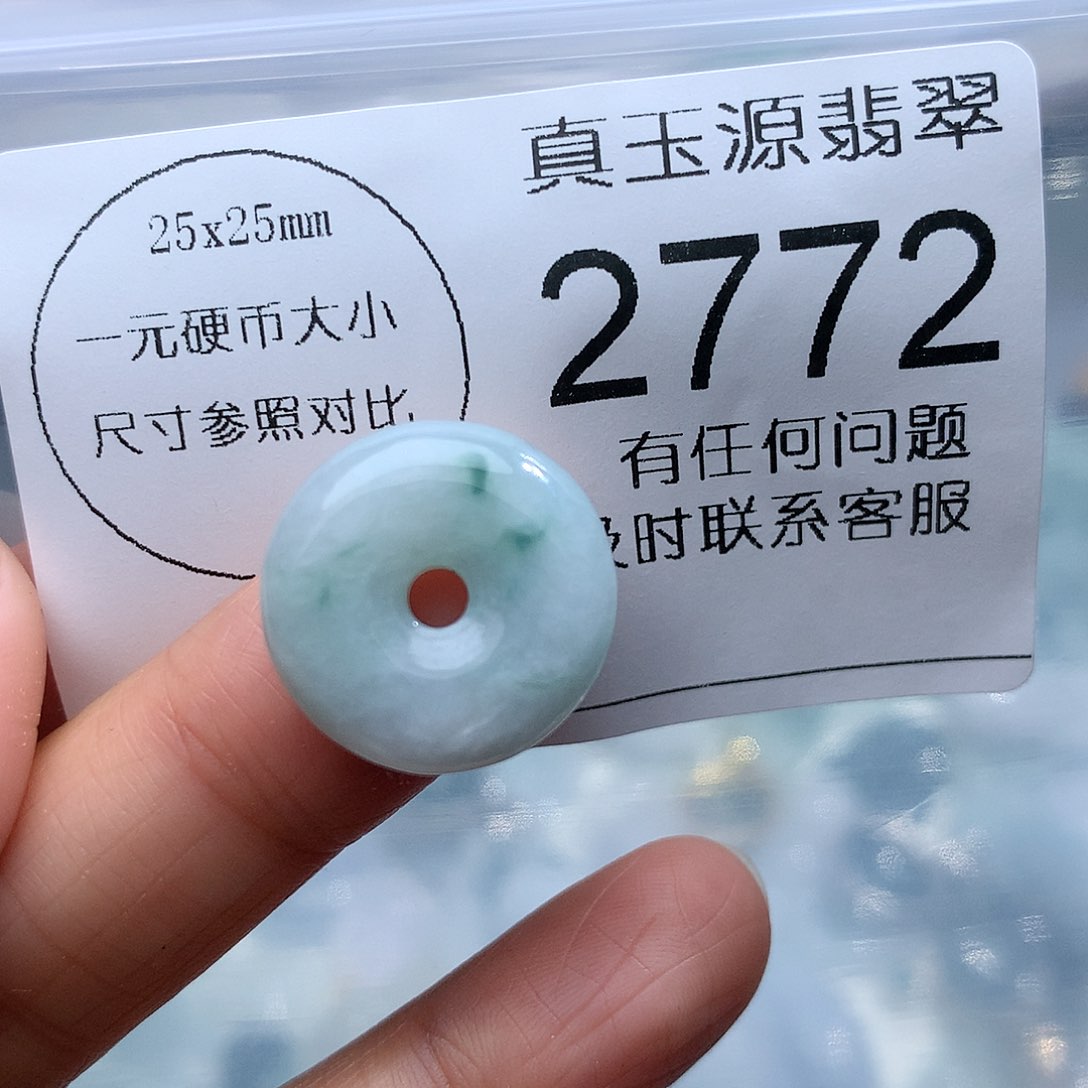 25x25mm
一元硬币大小
尺寸参照对比
真玉源翡翠
2772
有任何问题
时联系客服